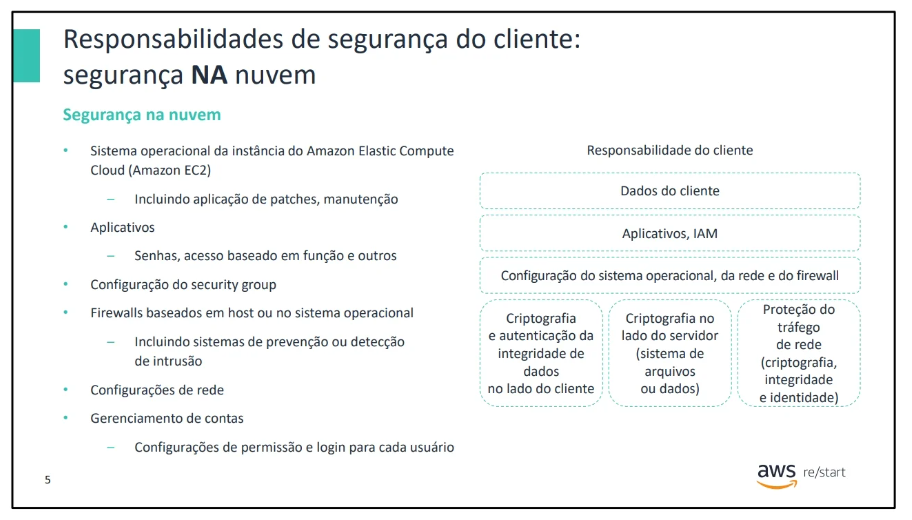 Responsabilidades de segurança do cliente:
segurança NA nuvem
Segurança na nuvem
• Sistema operacional da instância do Amazon Elastic Compute
Cloud (Amazon EC2)
– Incluindo aplicação de patches, manutenção
• Aplicativos
– Senhas, acesso baseado em função e outros
• Configuração do security group
• Firewalls baseados em host ou no sistema operacional
– Incluindo sistemas de prevenção ou detecção
de intrusão
• Configurações de rede
• Gerenciamento de contas
– Configurações de permissão e login para cada usuário
Responsabilidade do cliente
Dados do cliente
Aplicativos, IAM
Configuração do sistema operacional, da rede e do firewall
Criptografia
e autenticação da
integridade de
dados
no lado do cliente
Criptografia no
lado do servidor
(sistema de
arquivos
ou dados)
Proteção do
tráfego
de rede
(criptografia,
integridade
e identidade)
5
aws re/start